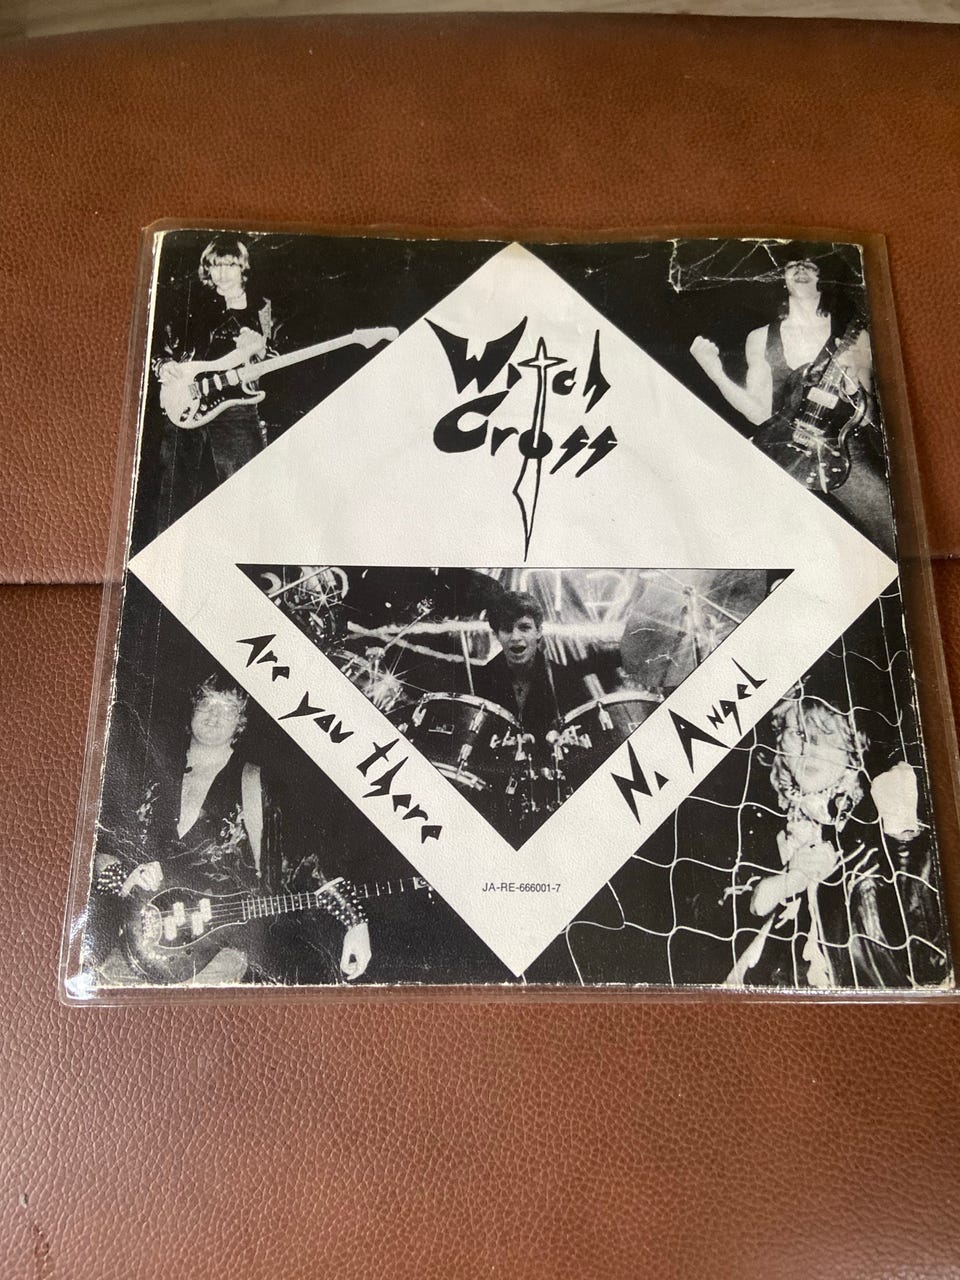 Witch
Cross
Are you there
No Angel
JA-RE-666001-7